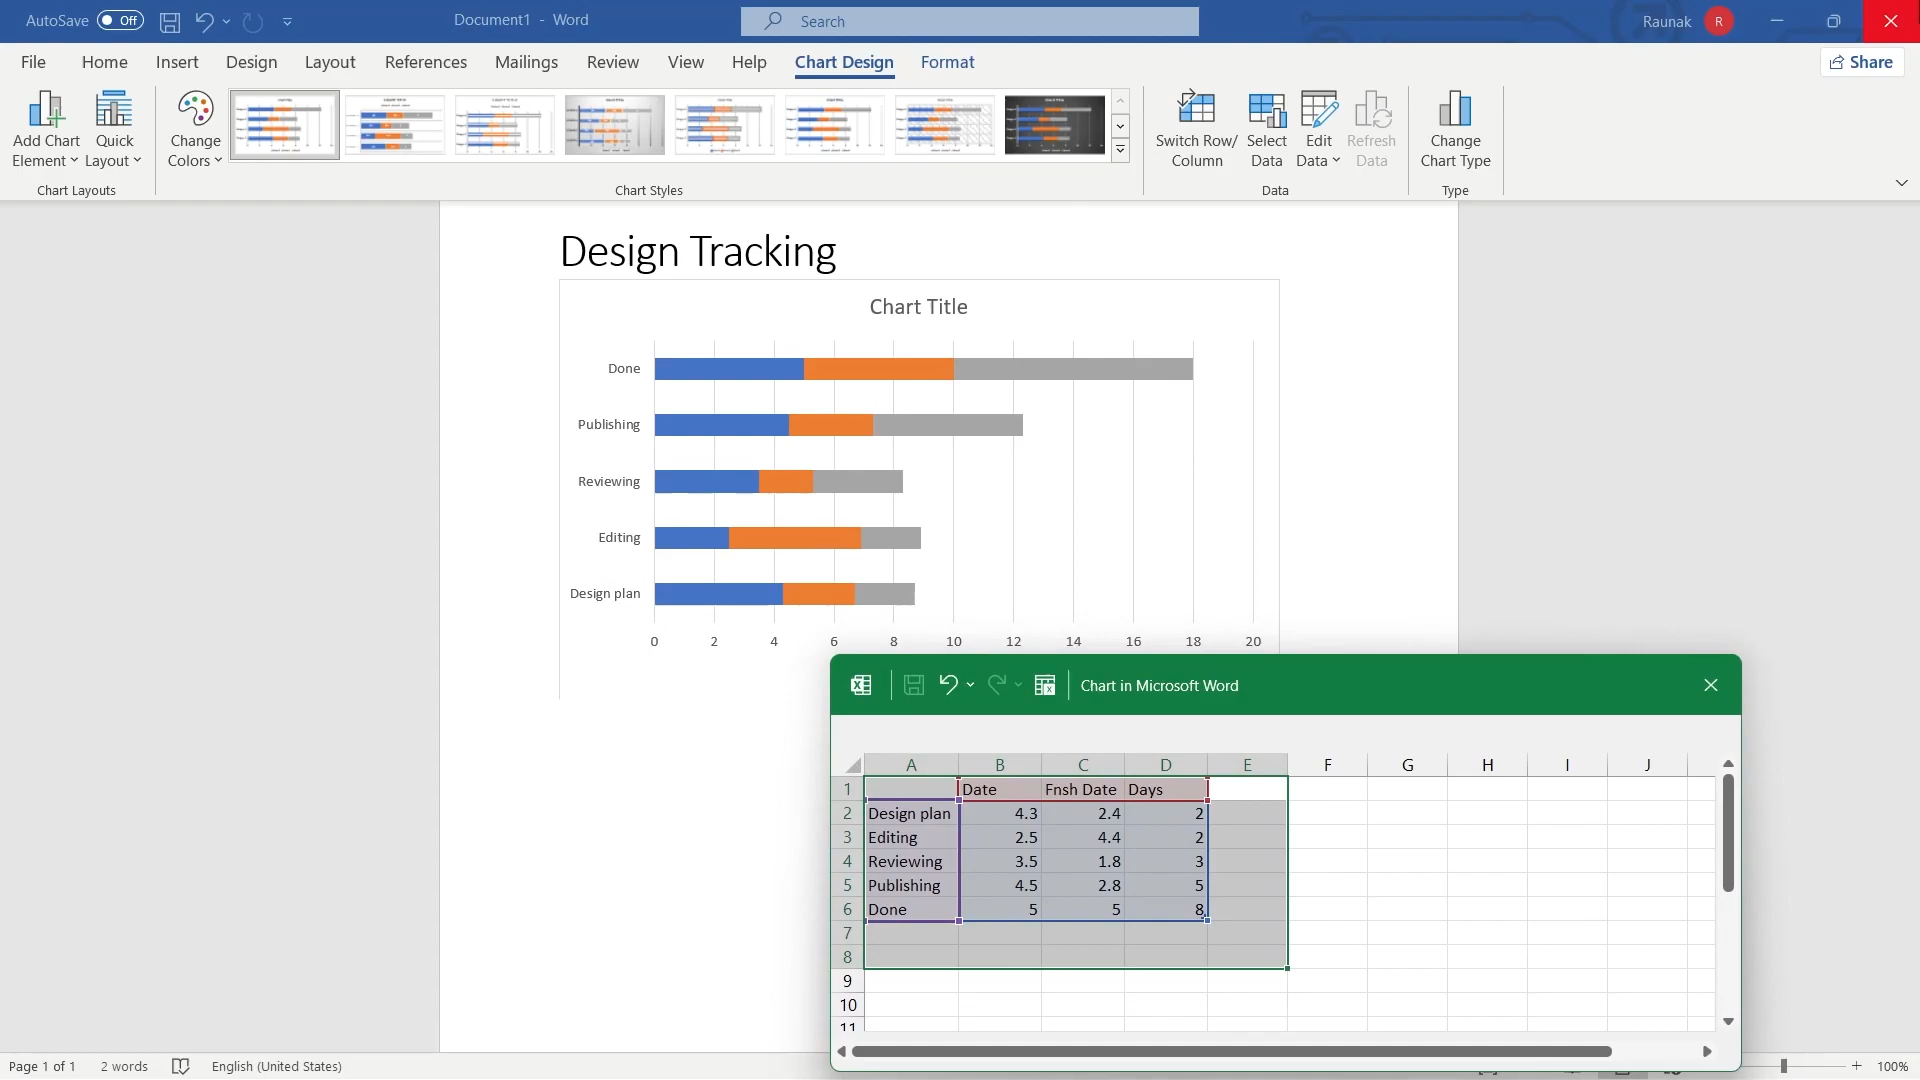 AutoSave Off Document1 - Word Search Raunak R
File Home Insert Design Layout References Mailings Review View Help Chart Design Format Share
Add Chart Element
Quick Layout
Change Colors
Switch Row/ Column
Select Data
Edit Data
Refresh Data
Change Chart Type
Chart Layouts Chart Styles Data Type
Design Tracking
Chart Title
Done
Publishing
Reviewing
Editing
Design plan
0 2 4 6 8 10 12 14 16 18 20
Chart in Microsoft Word
A B C D E F G H I J
1 Date Fnsh Date Days
2 Design plan 4.3 2.4 2
3 Editing 2.5 4.4 2
4 Reviewing 3.5 1.8 3
5 Publishing 4.5 2.8 5
6 Done 5 5 8
7
8
9
10
11
Page 1 of 1 2 words English (United States) 100%